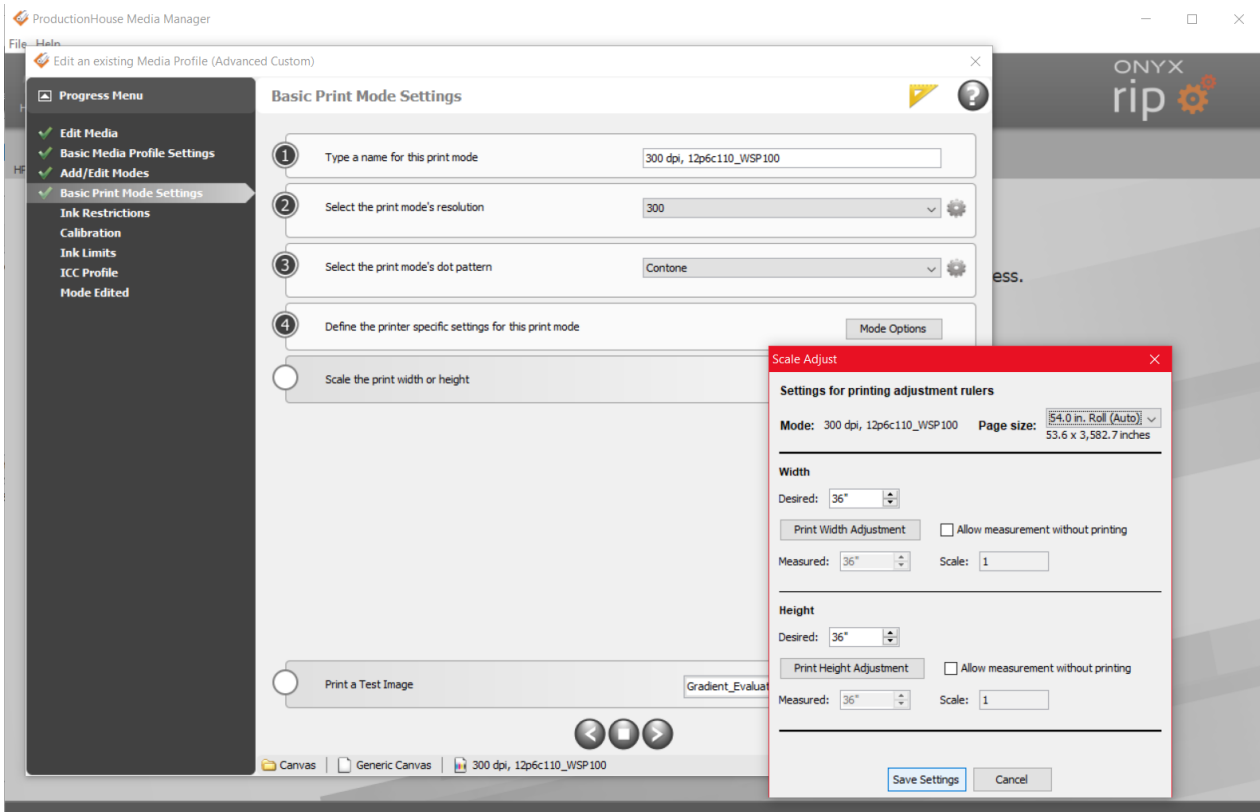 ProductionHouse Media Manager
File Help
Edit an existing Media Profile (Advanced Custom)
ONYX
rip
Progress Menu
Edit Media
Basic Media Profile Settings
Add/Edit Modes
Basic Print Mode Settings
Ink Restrictions
Calibration
Ink Limits
ICC Profile
Mode Edited
Basic Print Mode Settings
?
1 Type a name for this print mode 300 dpi, 12p6c110_WSP100
2 Select the print mode's resolution 300
3 Select the print mode's dot pattern Contone
ess.
4 Define the printer specific settings for this print mode Mode Options
Scale the print width or height
Print a Test Image Gradient_Evaluat
Canvas Generic Canvas 300 dpi, 12p6c110_WSP100
Scale Adjust
Settings for printing adjustment rulers
Mode: 300 dpi, 12p6c110_WSP100 Page size: 54.0 in. Roll (Auto)
53.6 x 3,582.7 inches
Width
Desired: 36"
Print Width Adjustment Allow measurement without printing
Measured: 36" Scale: 1
Height
Desired: 36"
Print Height Adjustment Allow measurement without printing
Measured: 36" Scale: 1
Save Settings Cancel